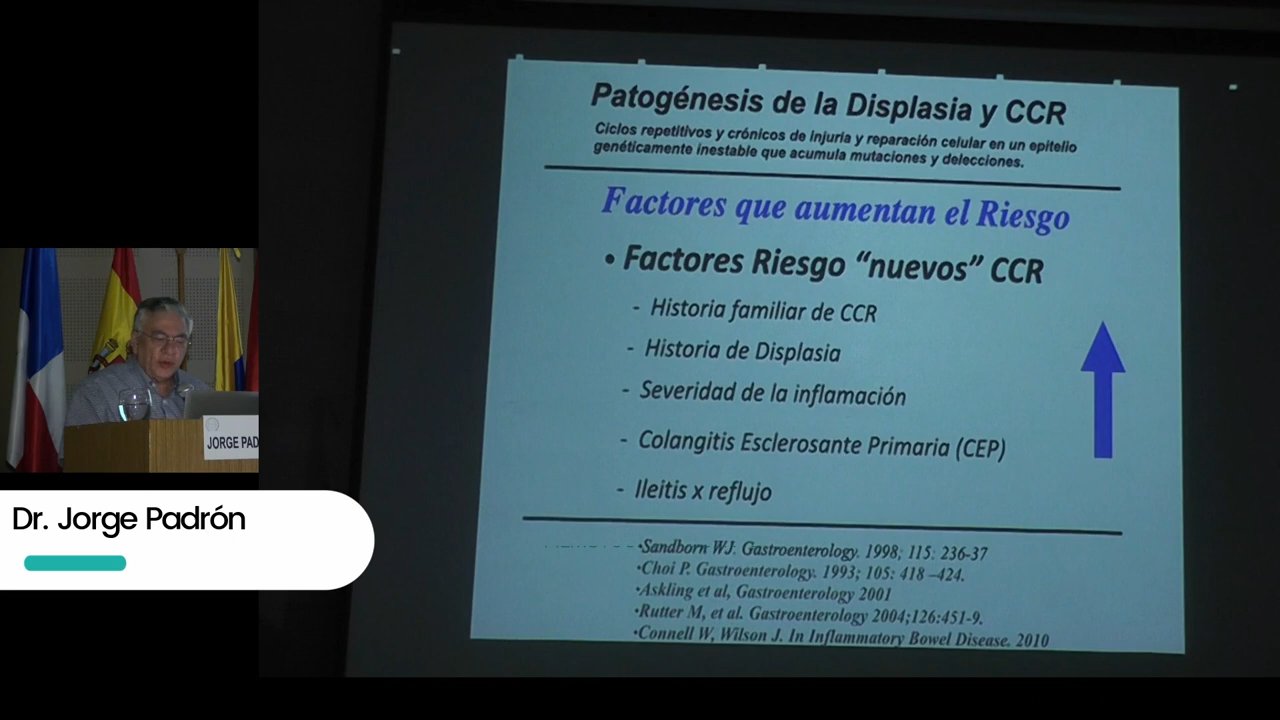 Patogénesis de la Displasia y CCR
Ciclos repetitivos y crónicos de injuria y reparación celular en un epitelio
genéticamente inestable que acumula mutaciones y delecciones.
Factores que aumentan el Riesgo
• Factores Riesgo “nuevos” CCR
- Historia familiar de CCR
- Historia de Displasia
- Severidad de la inflamación
- Colangitis Esclerosante Primaria (CEP)
- Ileitis x reflujo
•Sandborn WJ. Gastroenterology. 1998; 115: 236-37
•Choi P. Gastroenterology. 1993; 105: 418 –424.
•Askling et al, Gastroenterology 2001
•Rutter M, et al. Gastroenterology 2004;126:451-9.
•Connell W, Wilson J. In Inflammatory Bowel Disease. 2010
JORGE PAD
Dr. Jorge Padrón